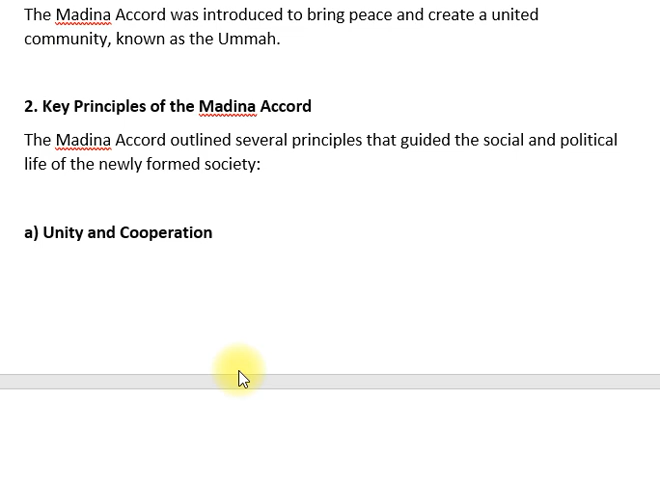 The Madina Accord was introduced to bring peace and create a united
community, known as the Ummah.
2. Key Principles of the Madina Accord
The Madina Accord outlined several principles that guided the social and political
life of the newly formed society:
a) Unity and Cooperation